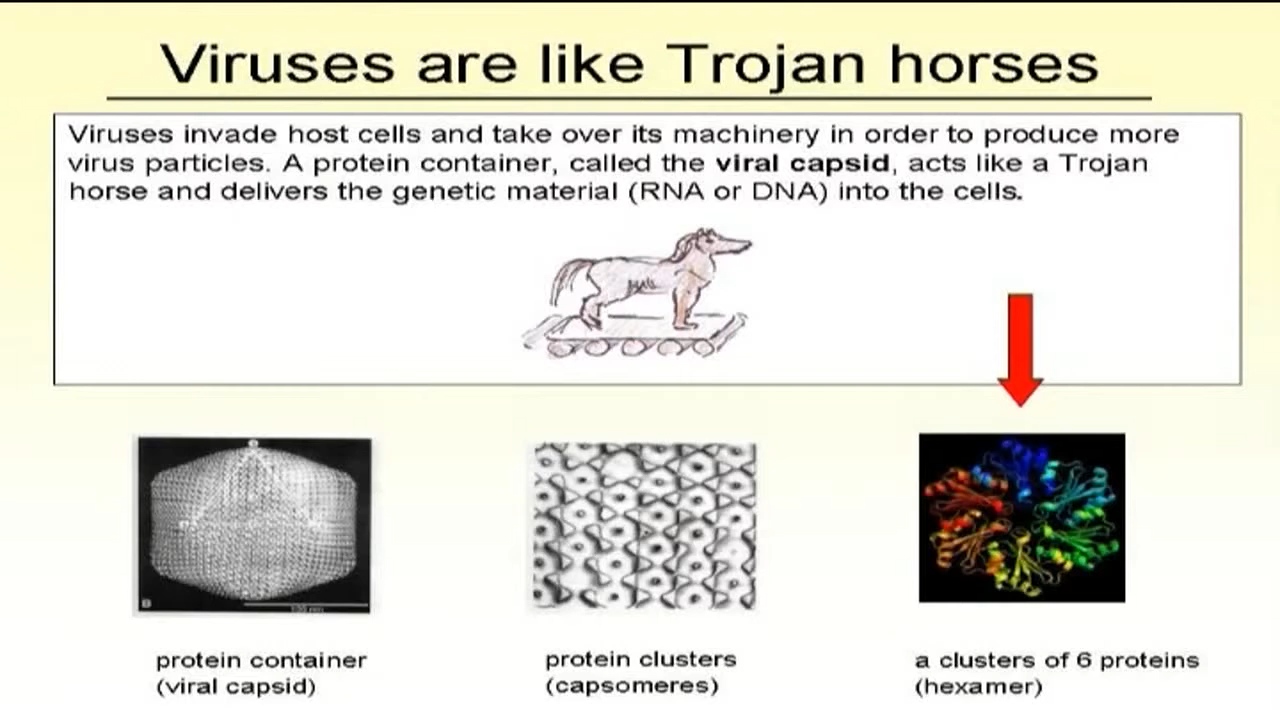 Viruses are like Trojan horses
Viruses invade host cells and take over its machinery in order to produce more
virus particles. A protein container, called the viral capsid, acts like a Trojan
horse and delivers the genetic material (RNA or DNA) into the cells.
protein container
(viral capsid)
protein clusters
(capsomeres)
a clusters of 6 proteins
(hexamer)